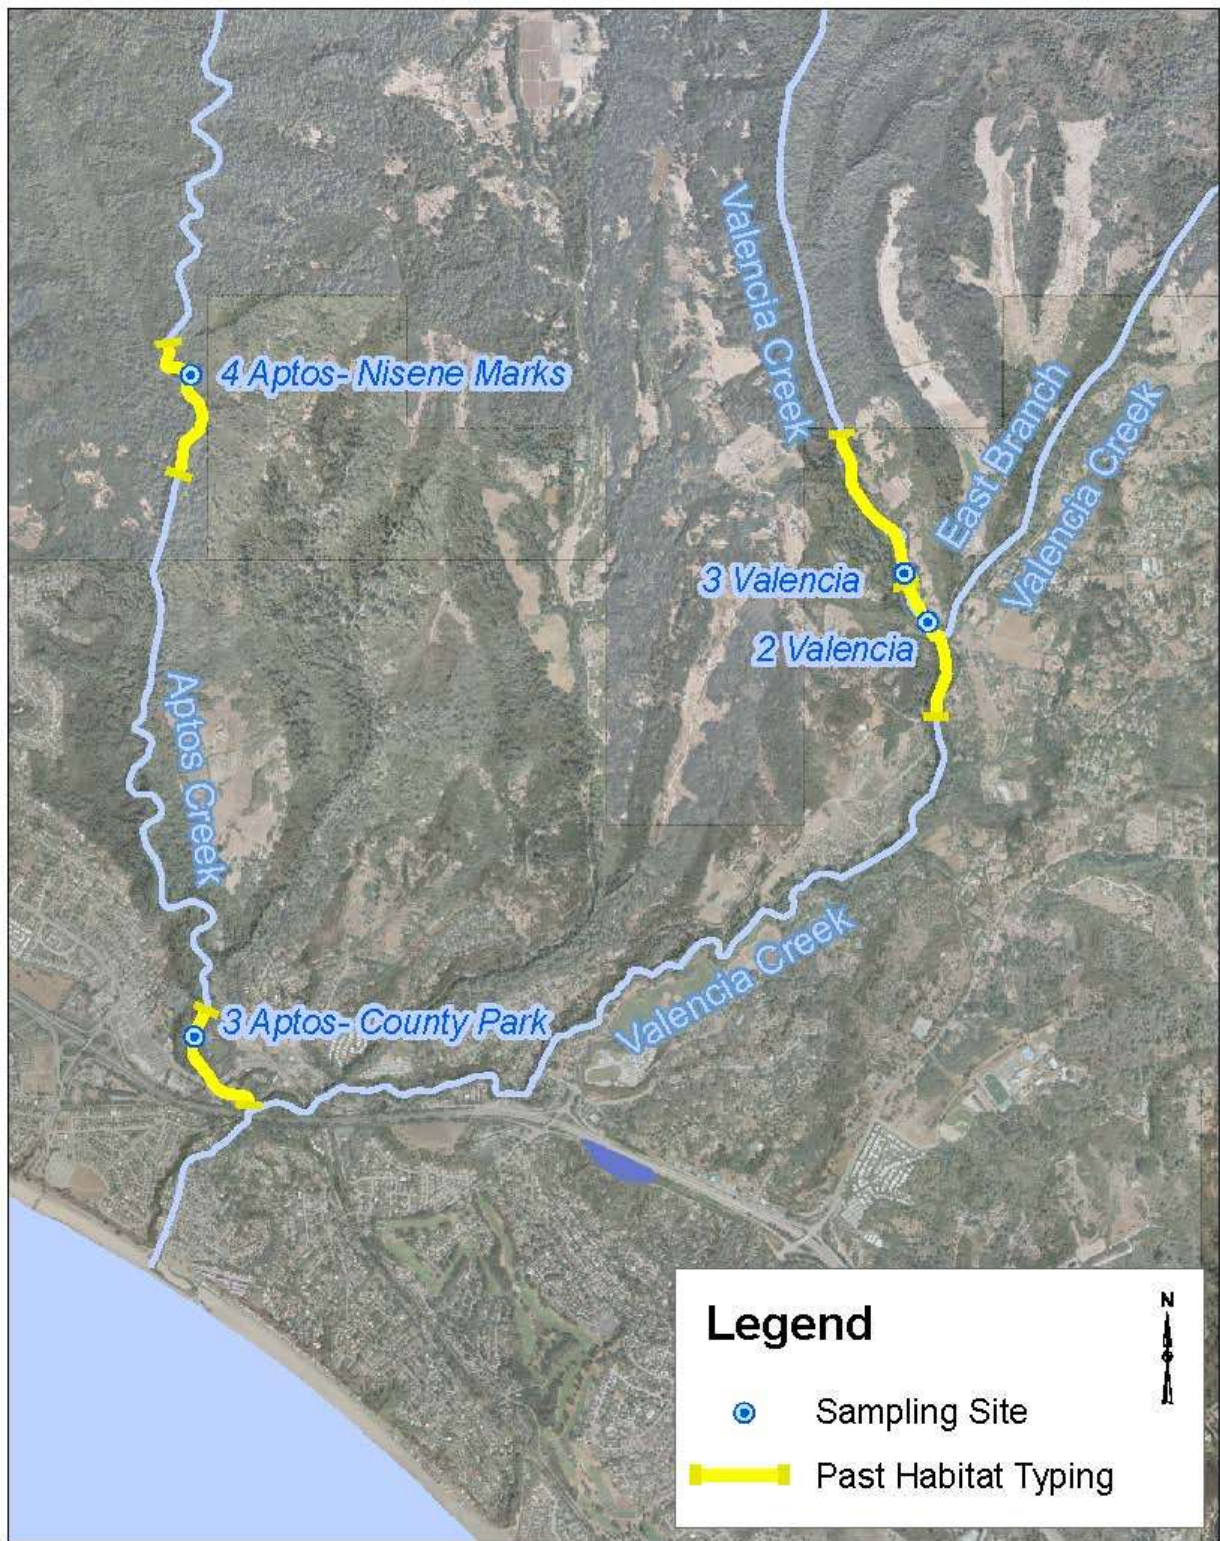 Valencia Creek
4 Aptos- Nisene Marks
East Branch
Valencia Creek
3 Valencia
2 Valencia
Aptos Creek
Valencia Creek
3 Aptos- County Park
Legend
N
Sampling Site
Past Habitat Typing